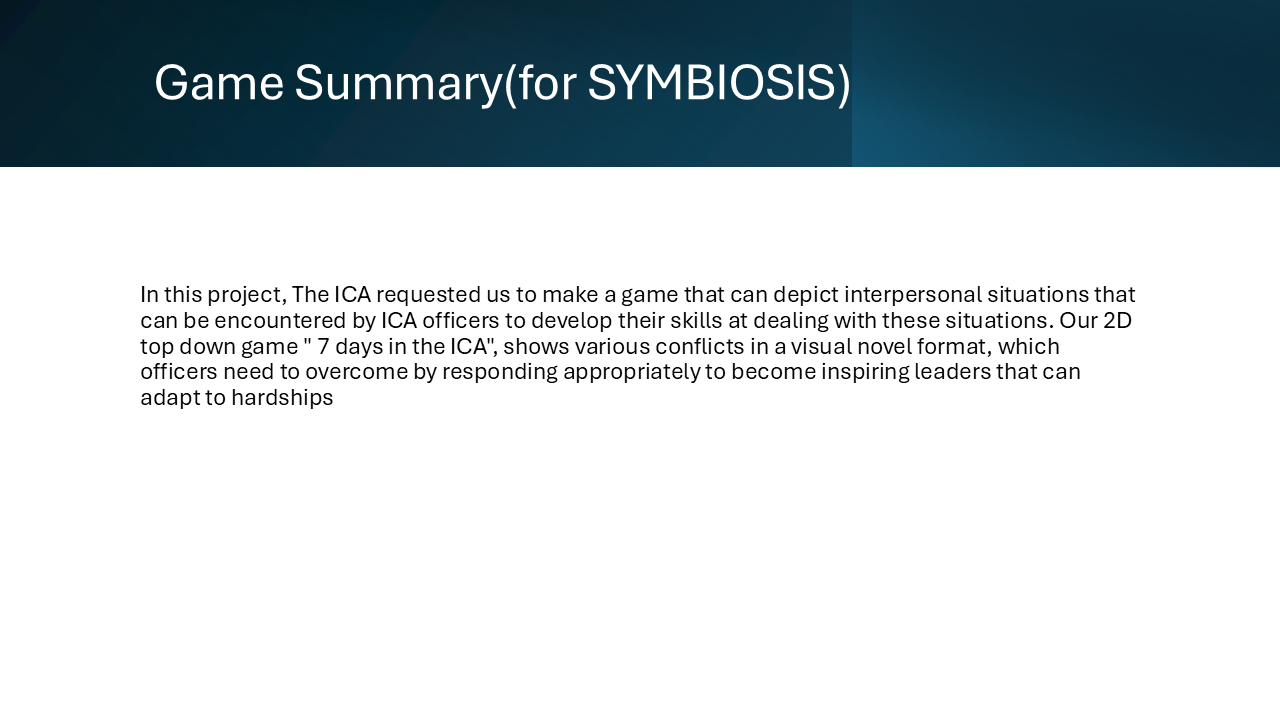 Game Summary(for SYMBIOSIS)
In this project, The ICA requested us to make a game that can depict interpersonal situations that
can be encountered by ICA officers to develop their skills at dealing with these situations. Our 2D
top down game " 7 days in the ICA", shows various conflicts in a visual novel format, which
officers need to overcome by responding appropriately to become inspiring leaders that can
adapt to hardships